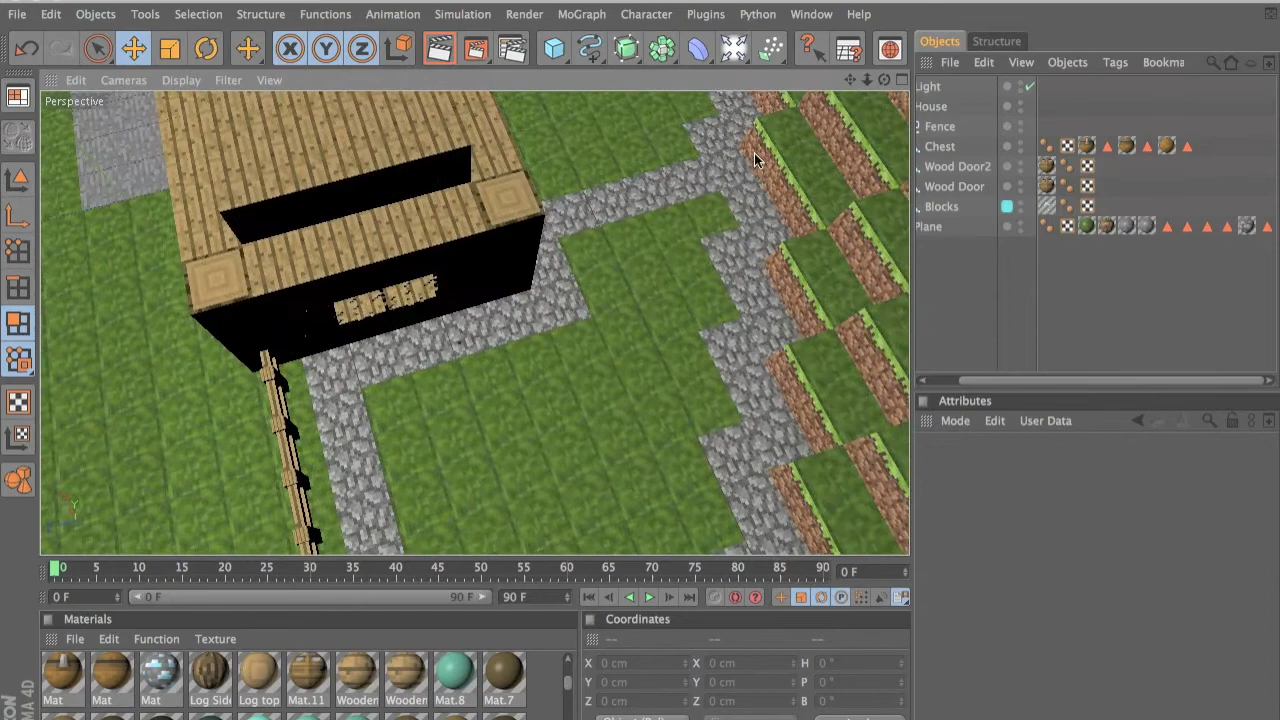 File Edit Objects Tools Selection Structure Functions Animation Simulation Render MoGraph Character Plugins Python Window Help
Objects Structure
File Edit View Objects Tags Bookma
Edit Cameras Display Filter View
Perspective
Light
House
Fence
Chest
Wood Door2
Wood Door
Blocks
Plane
Attributes
Mode Edit User Data
0 5 10 15 20 25 30 35 40 45 50 55 60 65 70 75 80 85 90 0 F
0 F 0 F 90 F 90 F
Materials
File Edit Function Texture
Mat Mat Mat Log Side Log top Mat.11 Wooden Wooden Mat.8 Mat.7
Coordinates
-- -- --
X 0 cm X 0 cm H 0 °
Y 0 cm Y 0 cm P 0 °
Z 0 cm Z 0 cm B 0 °